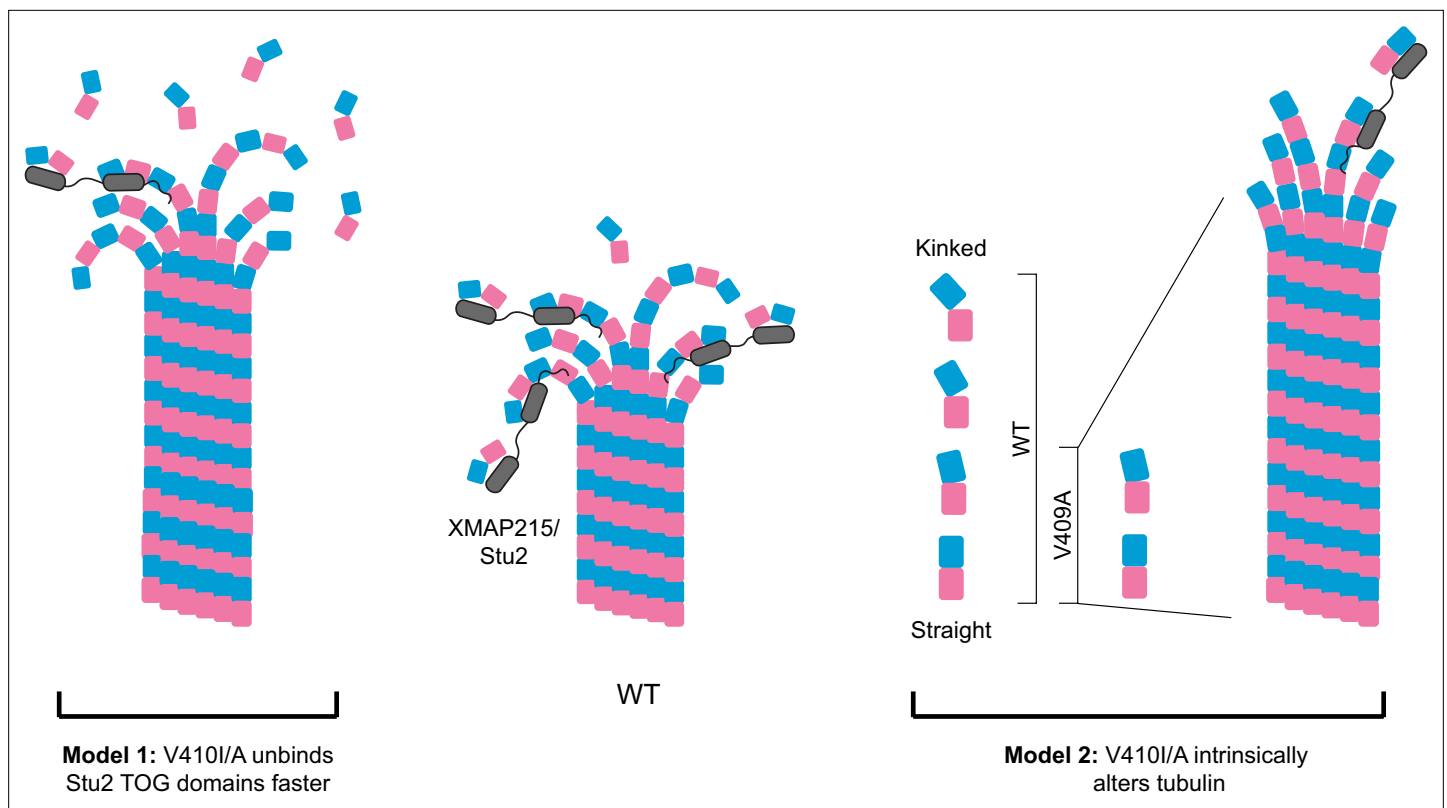 XMAP215/
Stu2
WT
Kinked
WT
V409A
Straight
Model 1: V410I/A unbinds
Stu2 TOG domains faster
Model 2: V410I/A intrinsically
alters tubulin